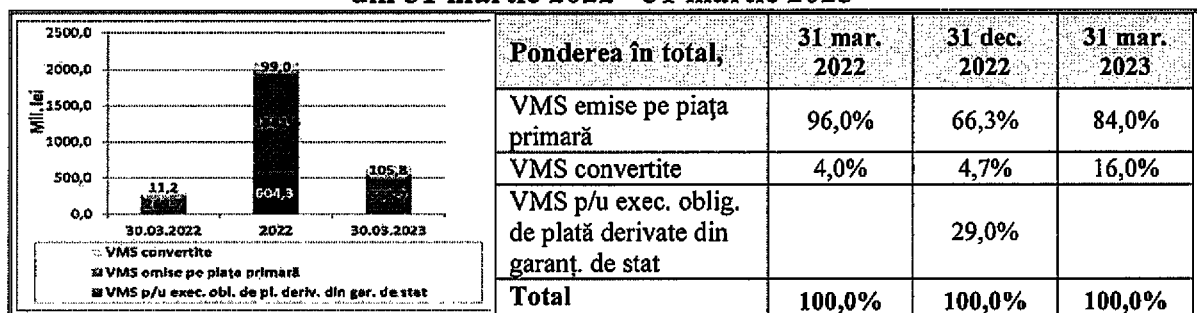 2500,0
2000,0
1500,0
1000,0
500,0
0,0
Mil.lei
11,2
99,0
604,3
105,8
30.03.2022
2022
30.03.2023
VMS convertite
VMS emise pe piața primară
VMS p/u exec. obl. de pl. deriv. din gar. de stat
Ponderea în total, 31 mar. 2022 31 dec. 2022 31 mar. 2023
VMS emise pe piața primară 96,0% 66,3% 84,0%
VMS convertite 4,0% 4,7% 16,0%
VMS p/u exec. oblig.
de plată derivate din 29,0%
garanț. de stat
Total 100,0% 100,0% 100,0%